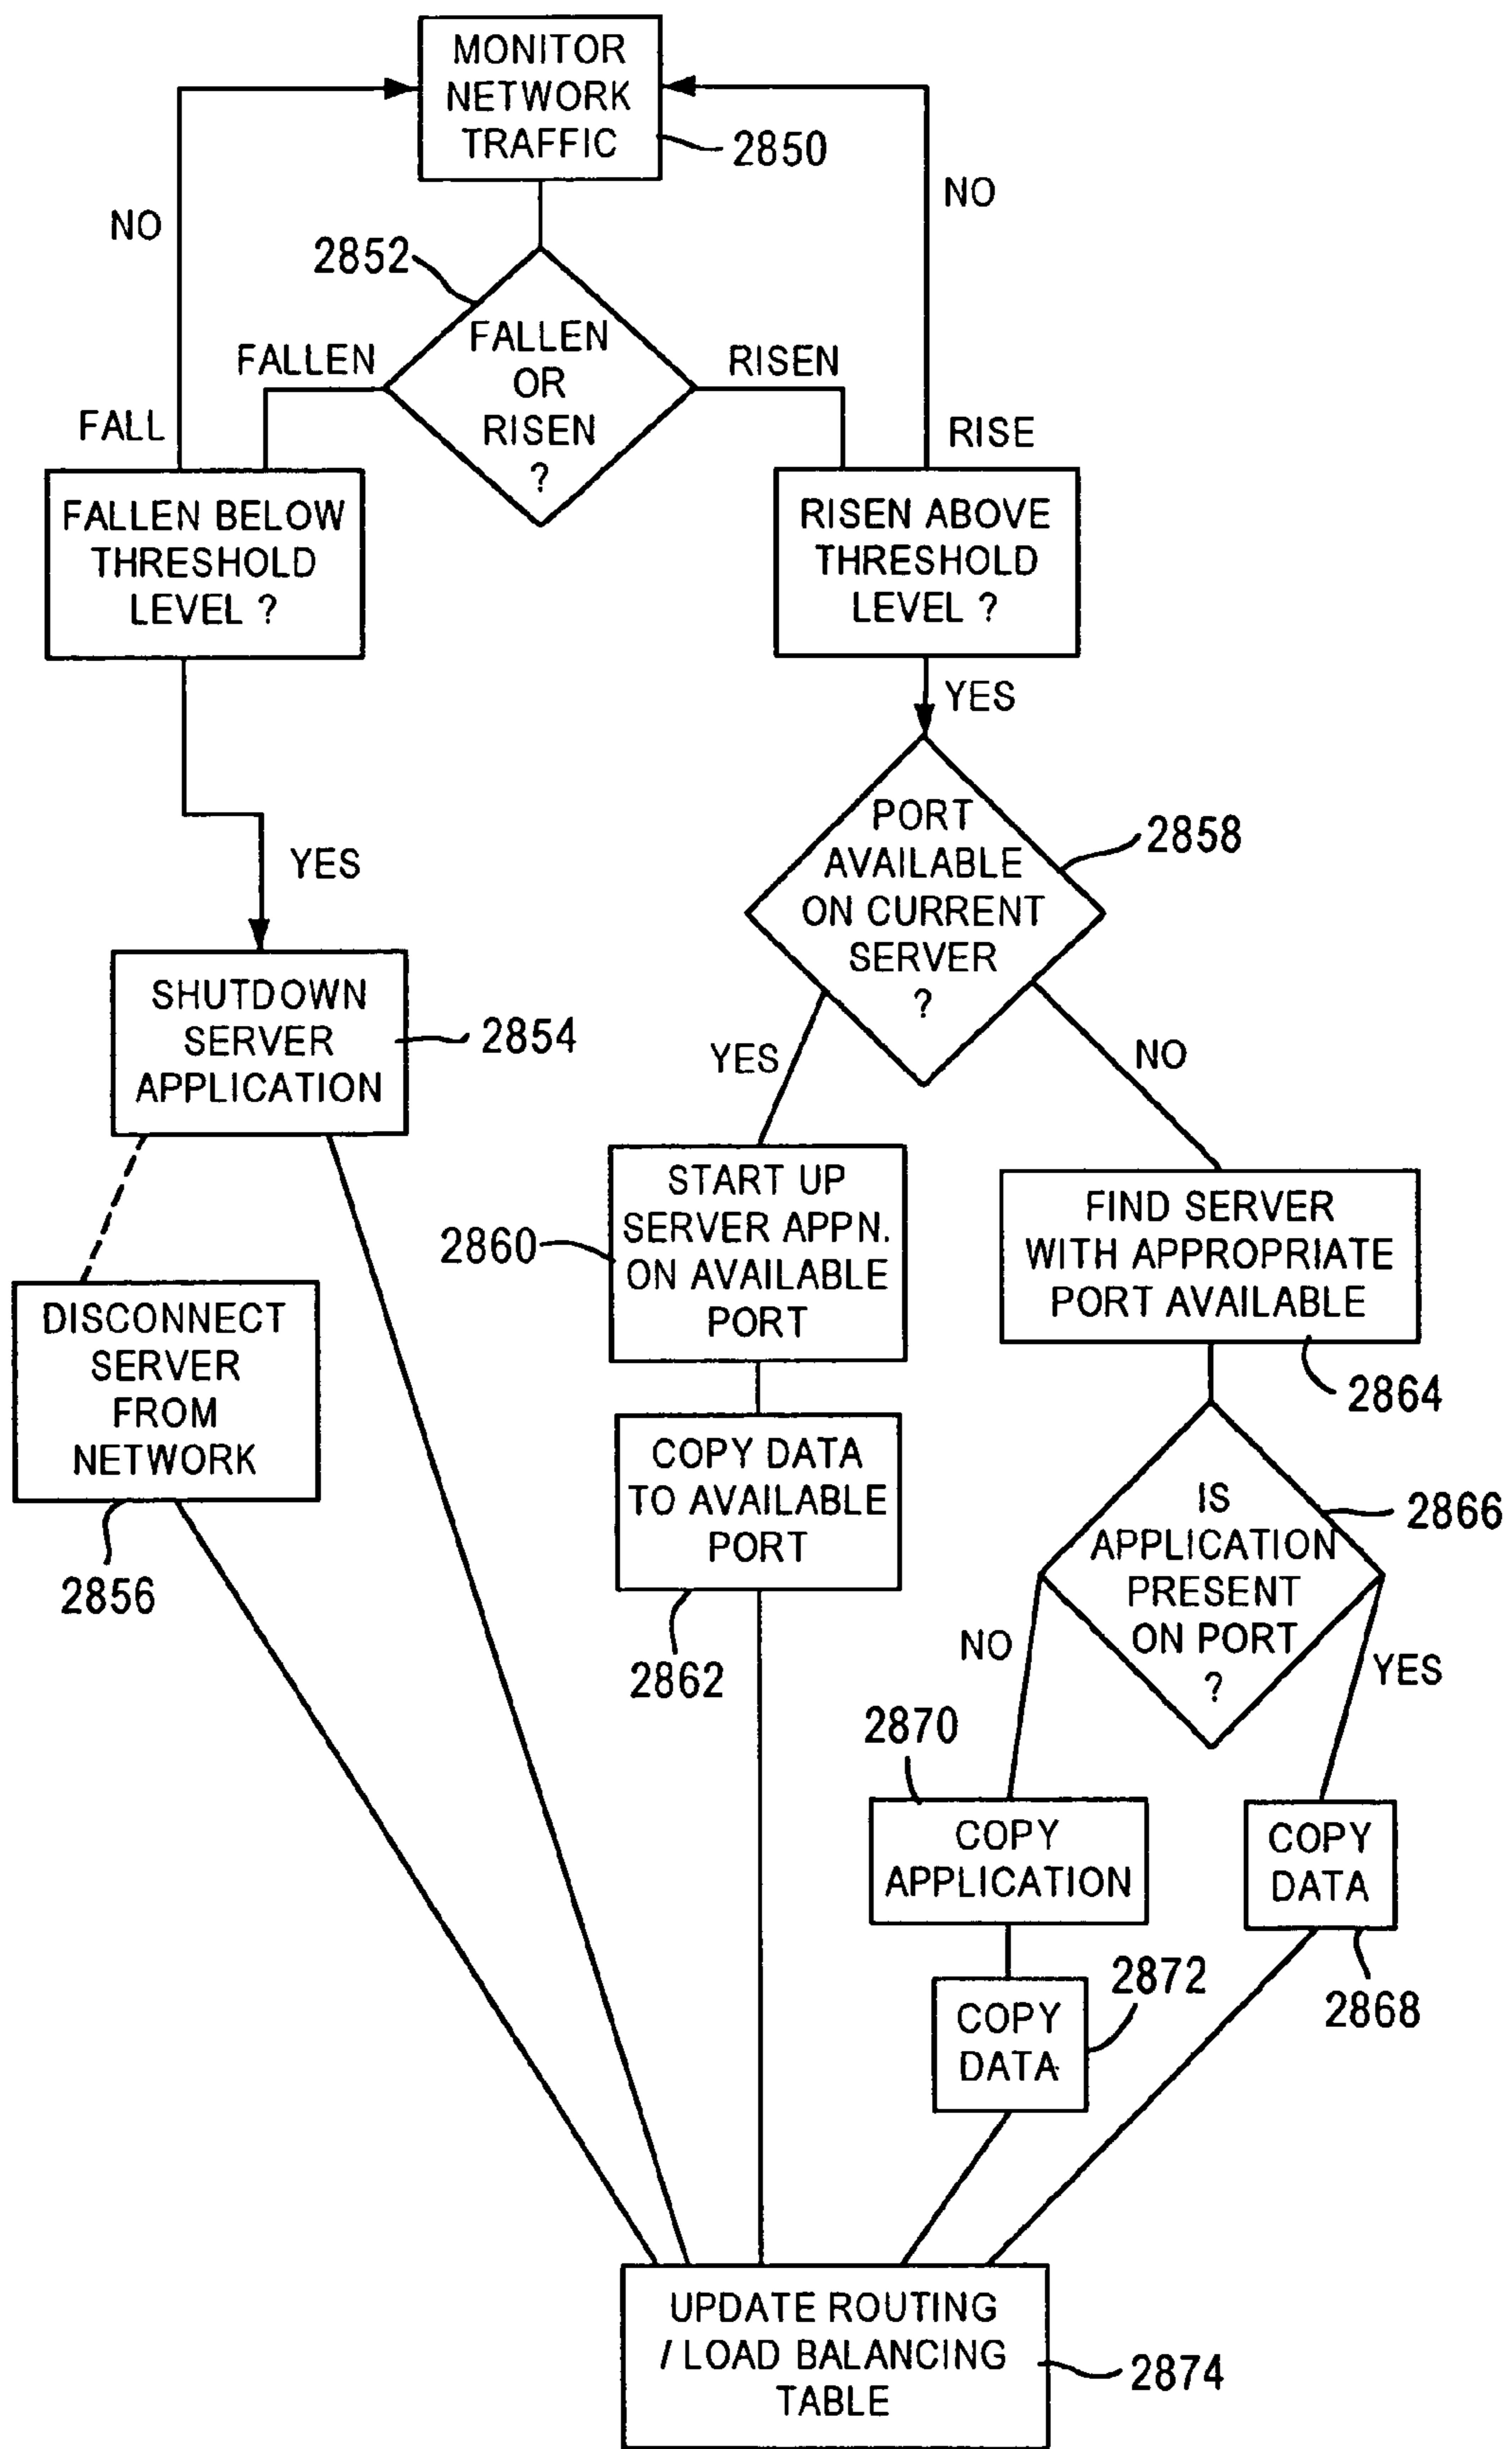 MONITOR
NETWORK
TRAFFIC
2850
NO
NO
2852
FALLEN
OR
RISEN
?
FALLEN
RISEN
FALL
RISE
FALLEN BELOW
THRESHOLD
LEVEL ?
RISEN ABOVE
THRESHOLD
LEVEL ?
YES
YES
PORT
AVAILABLE
ON CURRENT
SERVER
?
2858
SHUTDOWN
SERVER
APPLICATION
2854
YES
NO
START UP
SERVER APPN.
ON AVAILABLE
PORT
2860
FIND SERVER
WITH APPROPRIATE
PORT AVAILABLE
2864
DISCONNECT
SERVER
FROM
NETWORK
2856
COPY DATA
TO AVAILABLE
PORT
2862
IS
APPLICATION
PRESENT
ON PORT
?
2866
NO
YES
2870
COPY
APPLICATION
COPY
DATA
2868
2872
COPY
DATA
UPDATE ROUTING
/ LOAD BALANCING
TABLE
2874